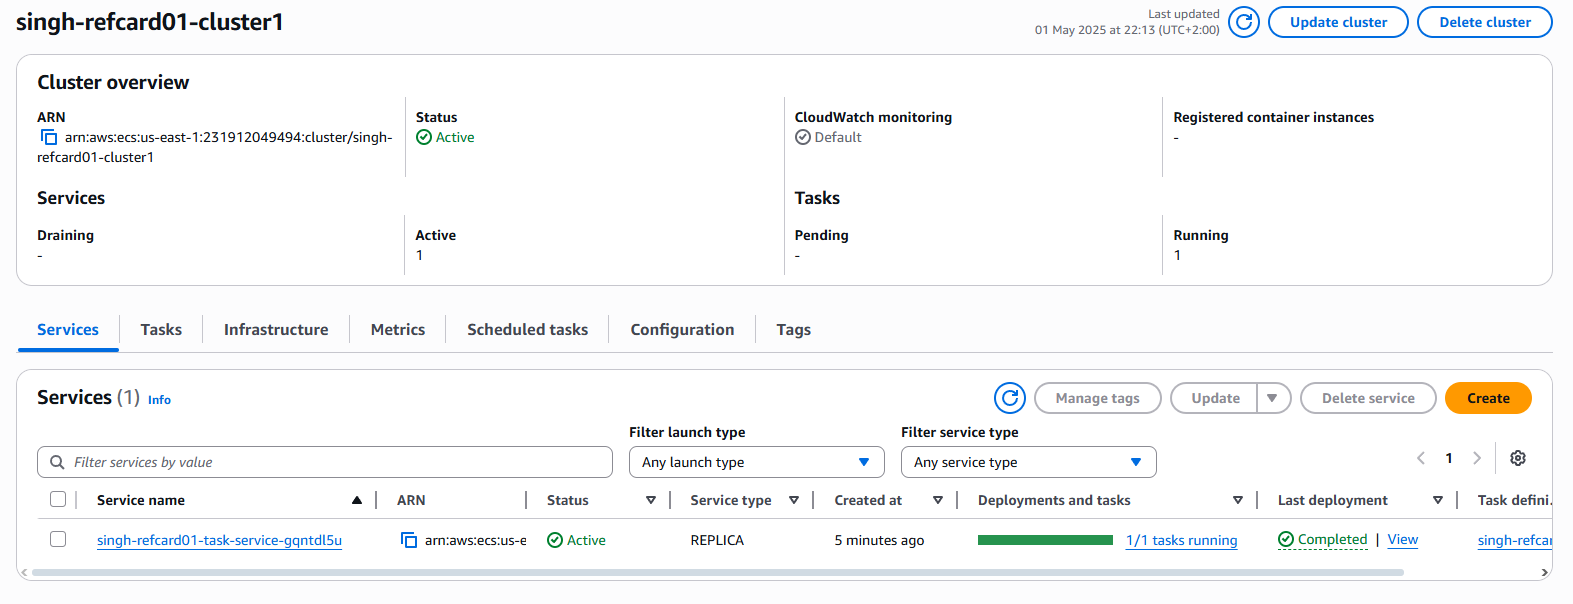 singh-refcard01-cluster1
Last updated
01 May 2025 at 22:13 (UTC+2:00)
Update cluster
Delete cluster
Cluster overview
ARN
arn:aws:ecs:us-east-1:231912049494:cluster/singh-
refcard01-cluster1
Status
Active
CloudWatch monitoring
Default
Registered container instances
-
Services
Tasks
Draining
-
Active
1
Pending
-
Running
1
Services
Tasks
Infrastructure
Metrics
Scheduled tasks
Configuration
Tags
Services (1) Info
Manage tags
Update
Delete service
Create
Filter launch type
Filter service type
Filter services by value
Any launch type
Any service type
1
Service name
ARN
Status
Service type
Created at
Deployments and tasks
Last deployment
Task defini.
singh-refcard01-task-service-gqntdl5u
arn:aws:ecs:us-e
Active
REPLICA
5 minutes ago
1/1 tasks running
Completed | View
singh-refcar